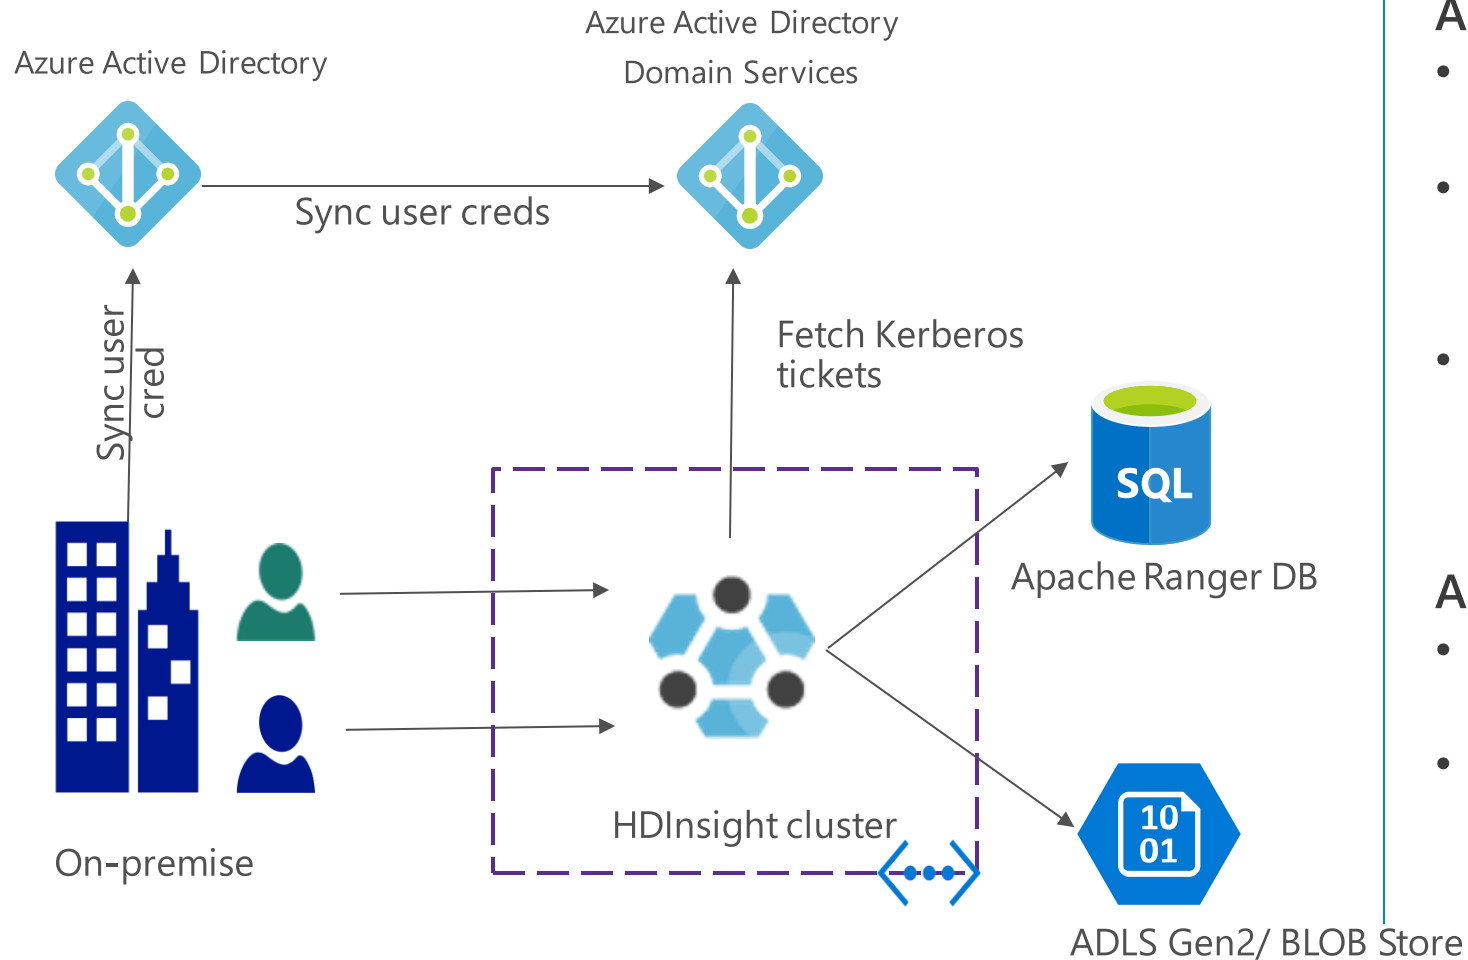 Azure Active Directory
Azure Active Directory
Domain Services
Sync user creds
Sync user
cred
Fetch Kerberos
tickets
SQL
Apache Ranger DB
HDInsight cluster
On-premise
10
01
ADLS Gen2/ BLOB Store
A
•
•
•
A
•
•